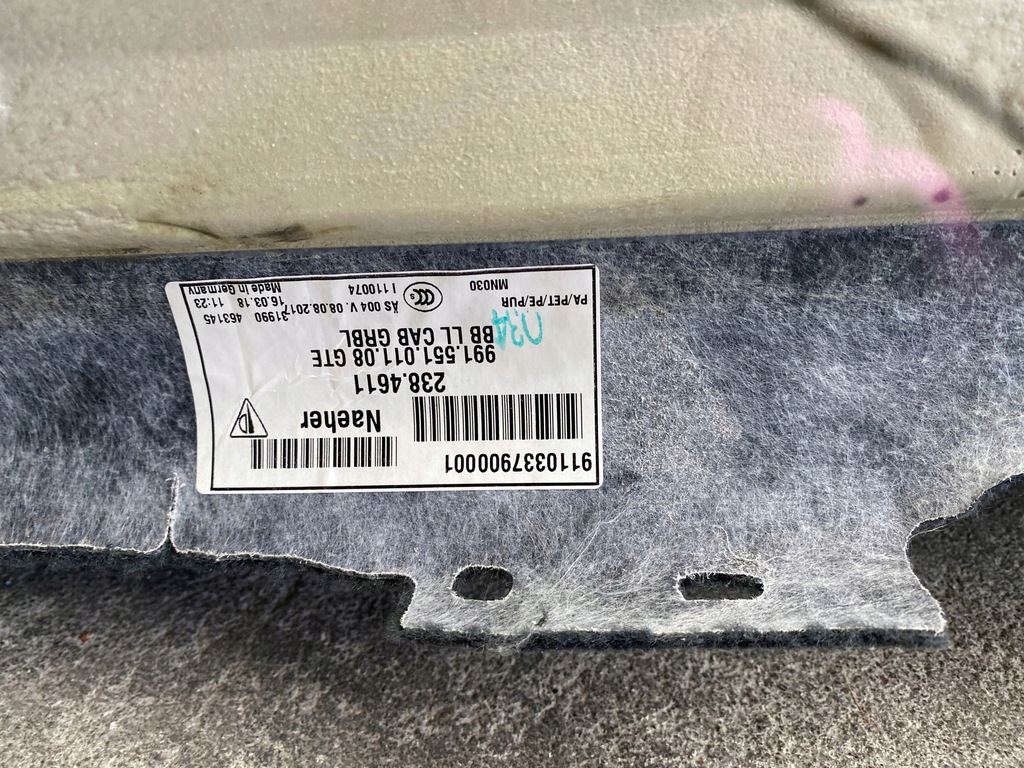 9110337900001
Naeher
238.4611
991.551.011.08 GTE
BB LL CAB GRBL
PA/PET/PE/PUR
MN030
ÄS 004 V. 08.08.2017
I 110074
31990 463145
16.03.18 11:23
Made in Germany